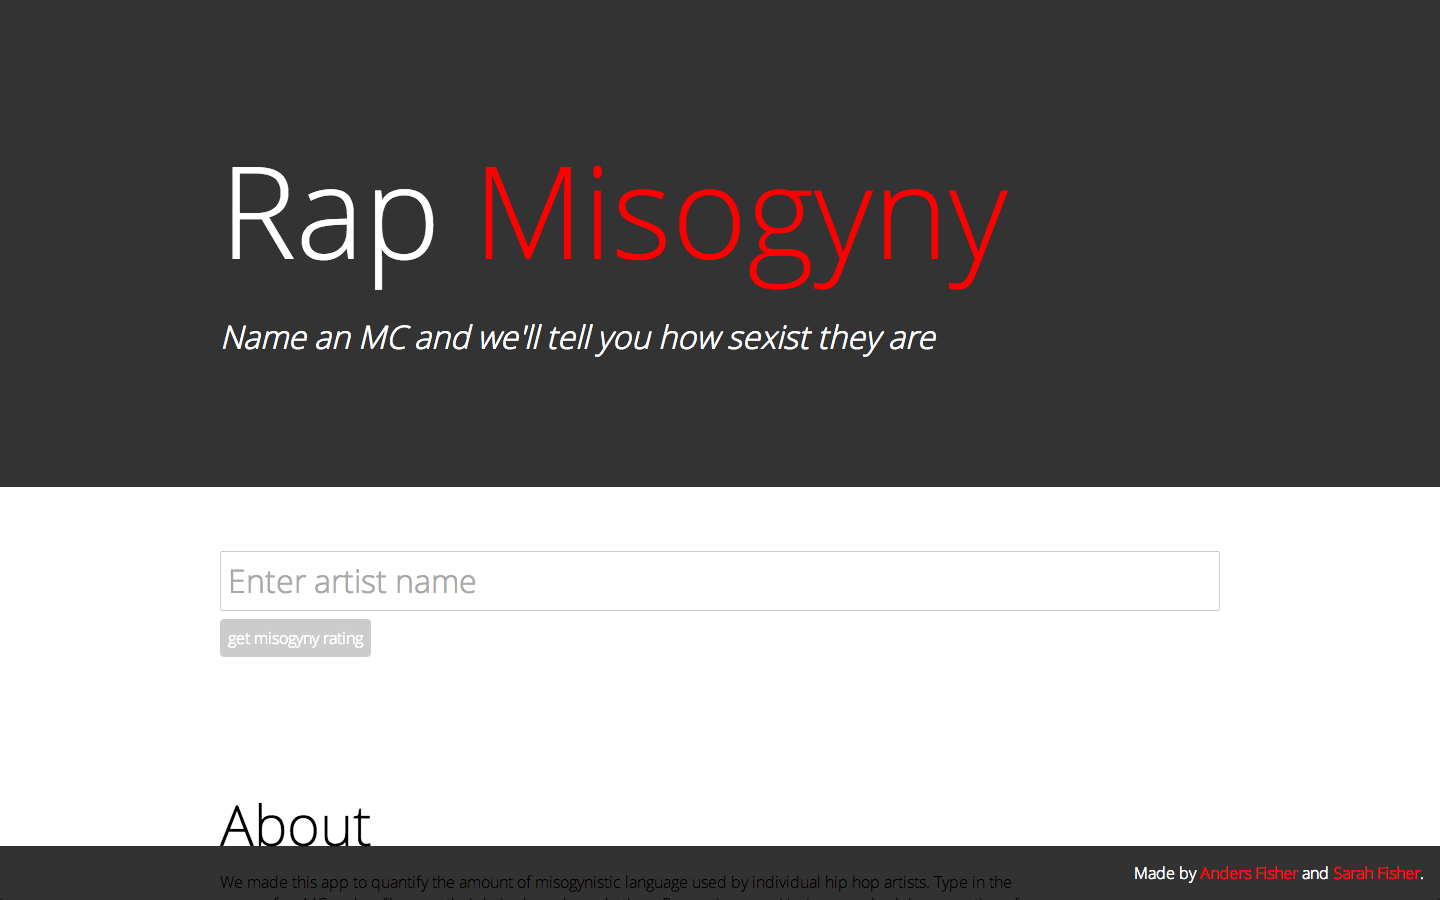 Rap Misogyny
Name an MC and we'll tell you how sexist they are
Enter artist name
get misogyny rating
About
We made this app to quantify the amount of misogynistic language used by individual hip hop artists. Type in the
Made by Anders Fisher and Sarah Fisher.